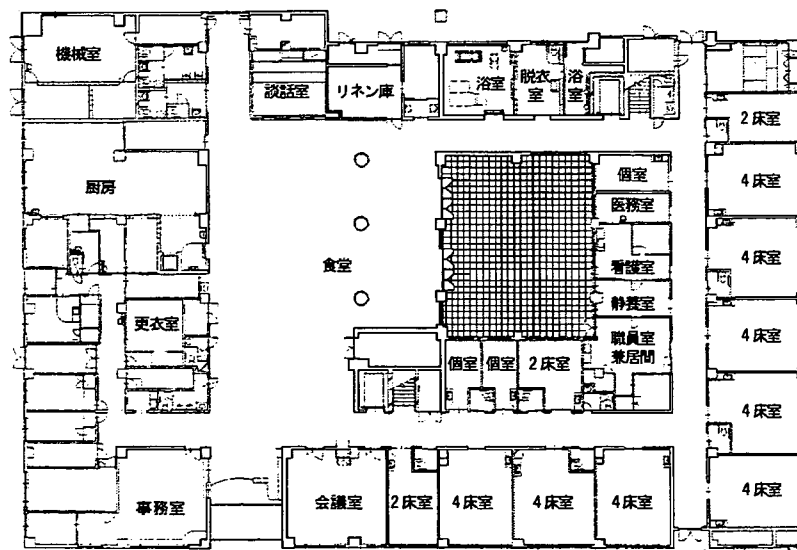 機械室
談話室
リネン庫
浴室
脱衣
室
浴
室
2床室
4床室
厨房
個室
医務室
4床室
食堂
看護室
静養室
4床室
更衣室
職員室
兼居間
個室
個室
2床室
4床室
4床室
事務室
会議室
2床室
4床室
4床室
4床室